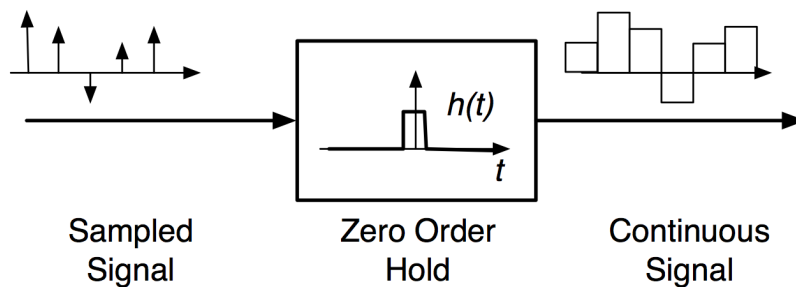 h(t)
t
Sampled
Signal
Zero Order
Hold
Continuous
Signal